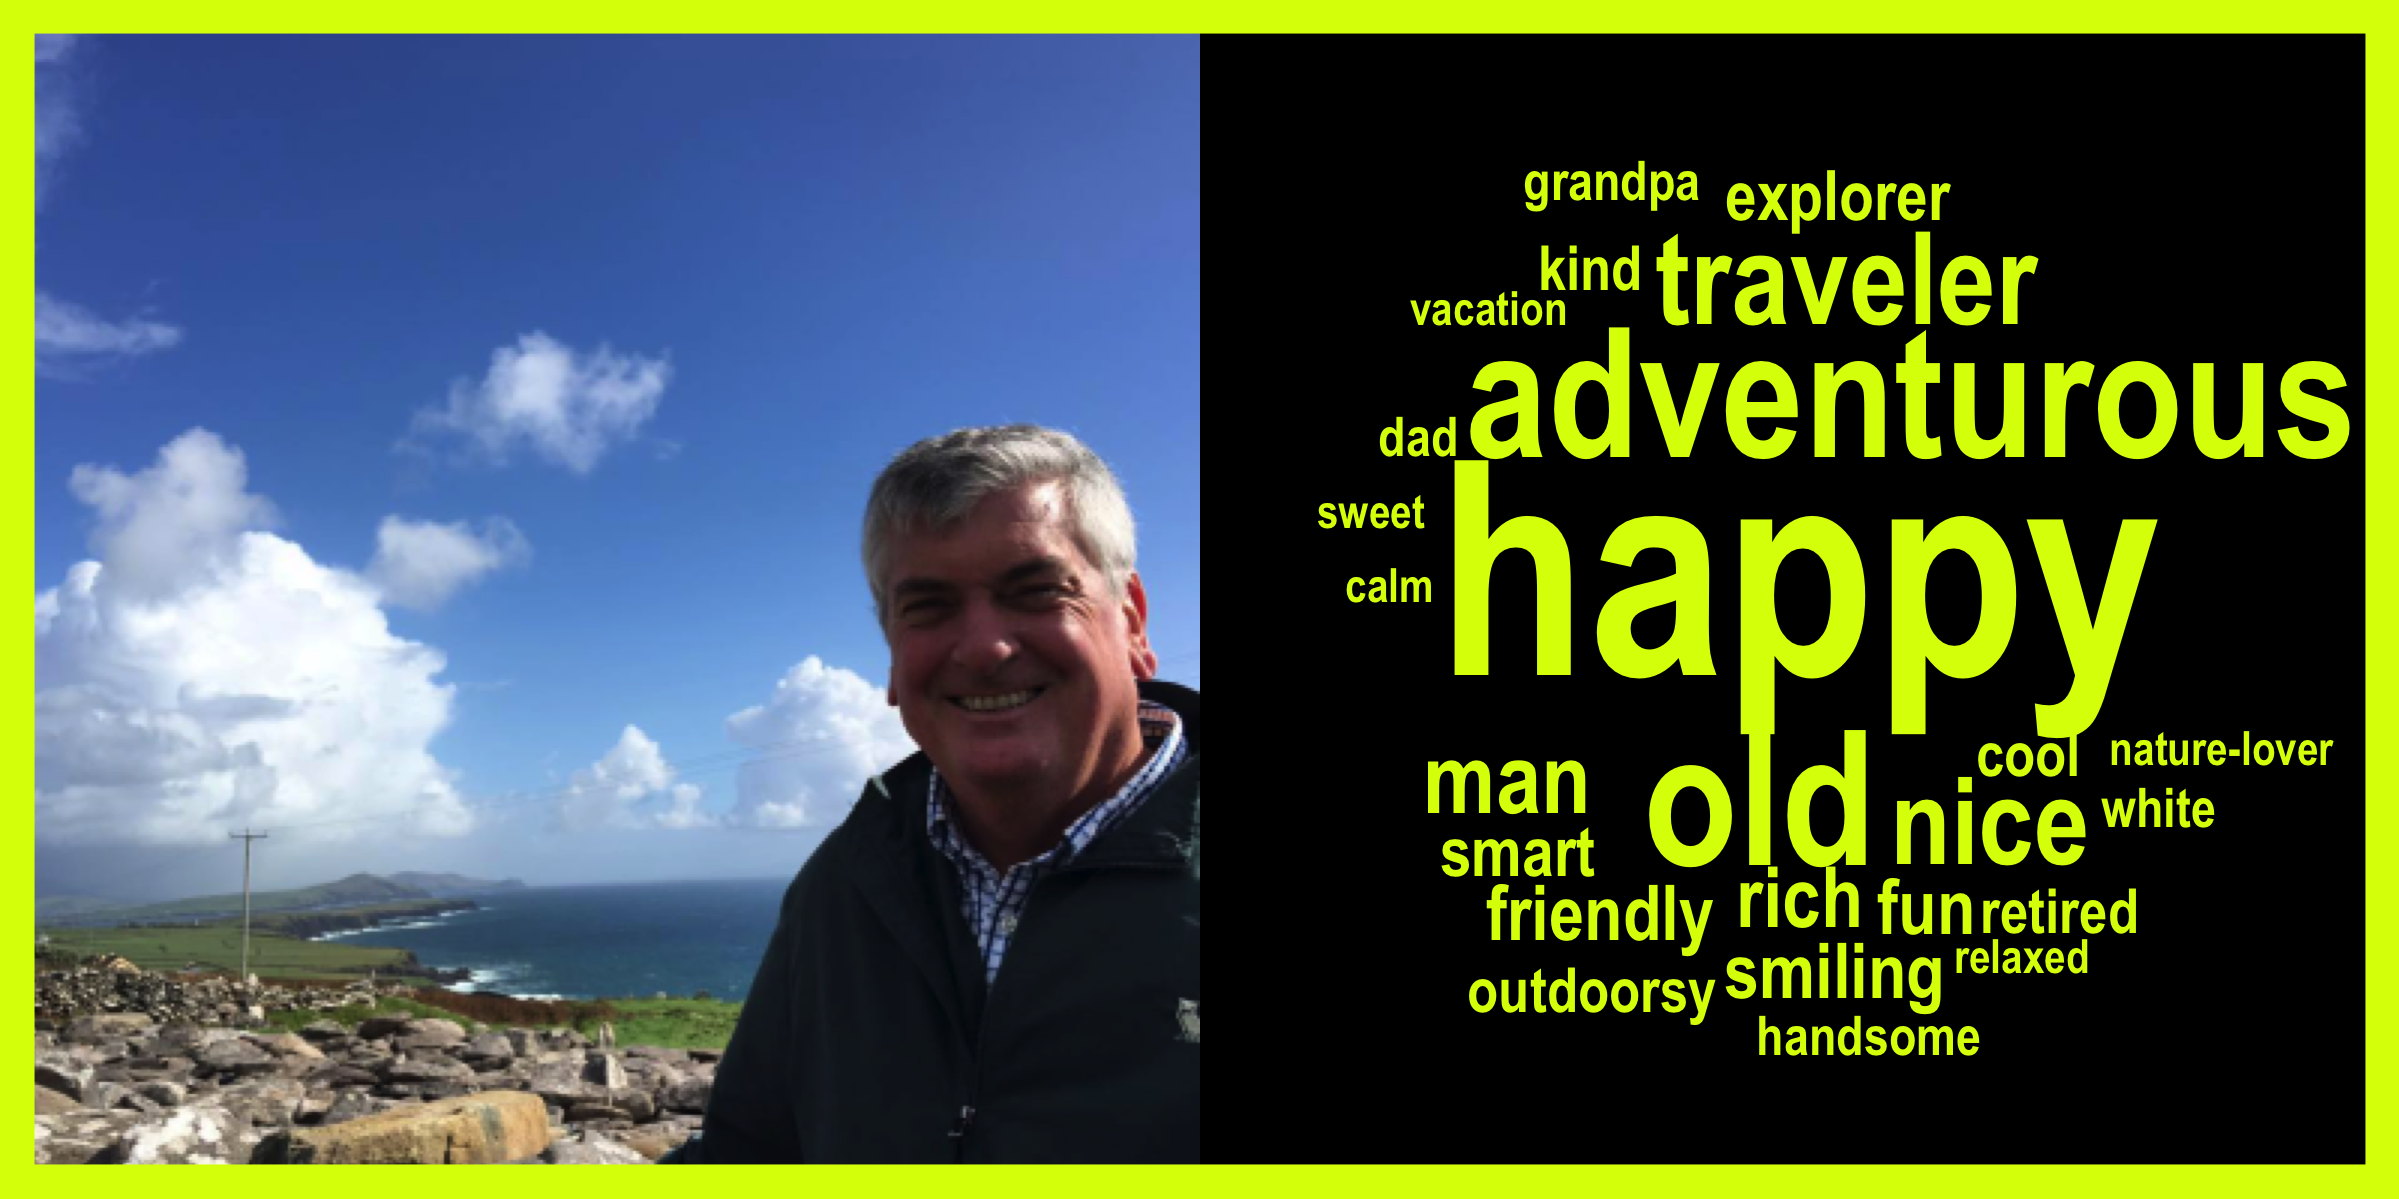 grandpa explorer
kind traveler
vacation
adventurous
dad
happy
sweet
calm
man old cool nature-lover
nice white
smart
friendly rich fun retired
smiling relaxed
outdoorsy
handsome